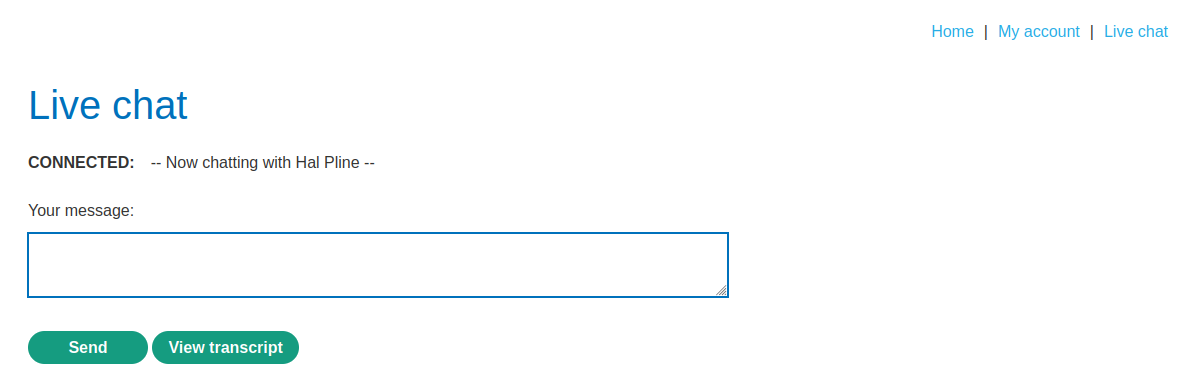 Home | My account | Live chat
Live chat
CONNECTED: -- Now chatting with Hal Pline --
Your message:
Send View transcript